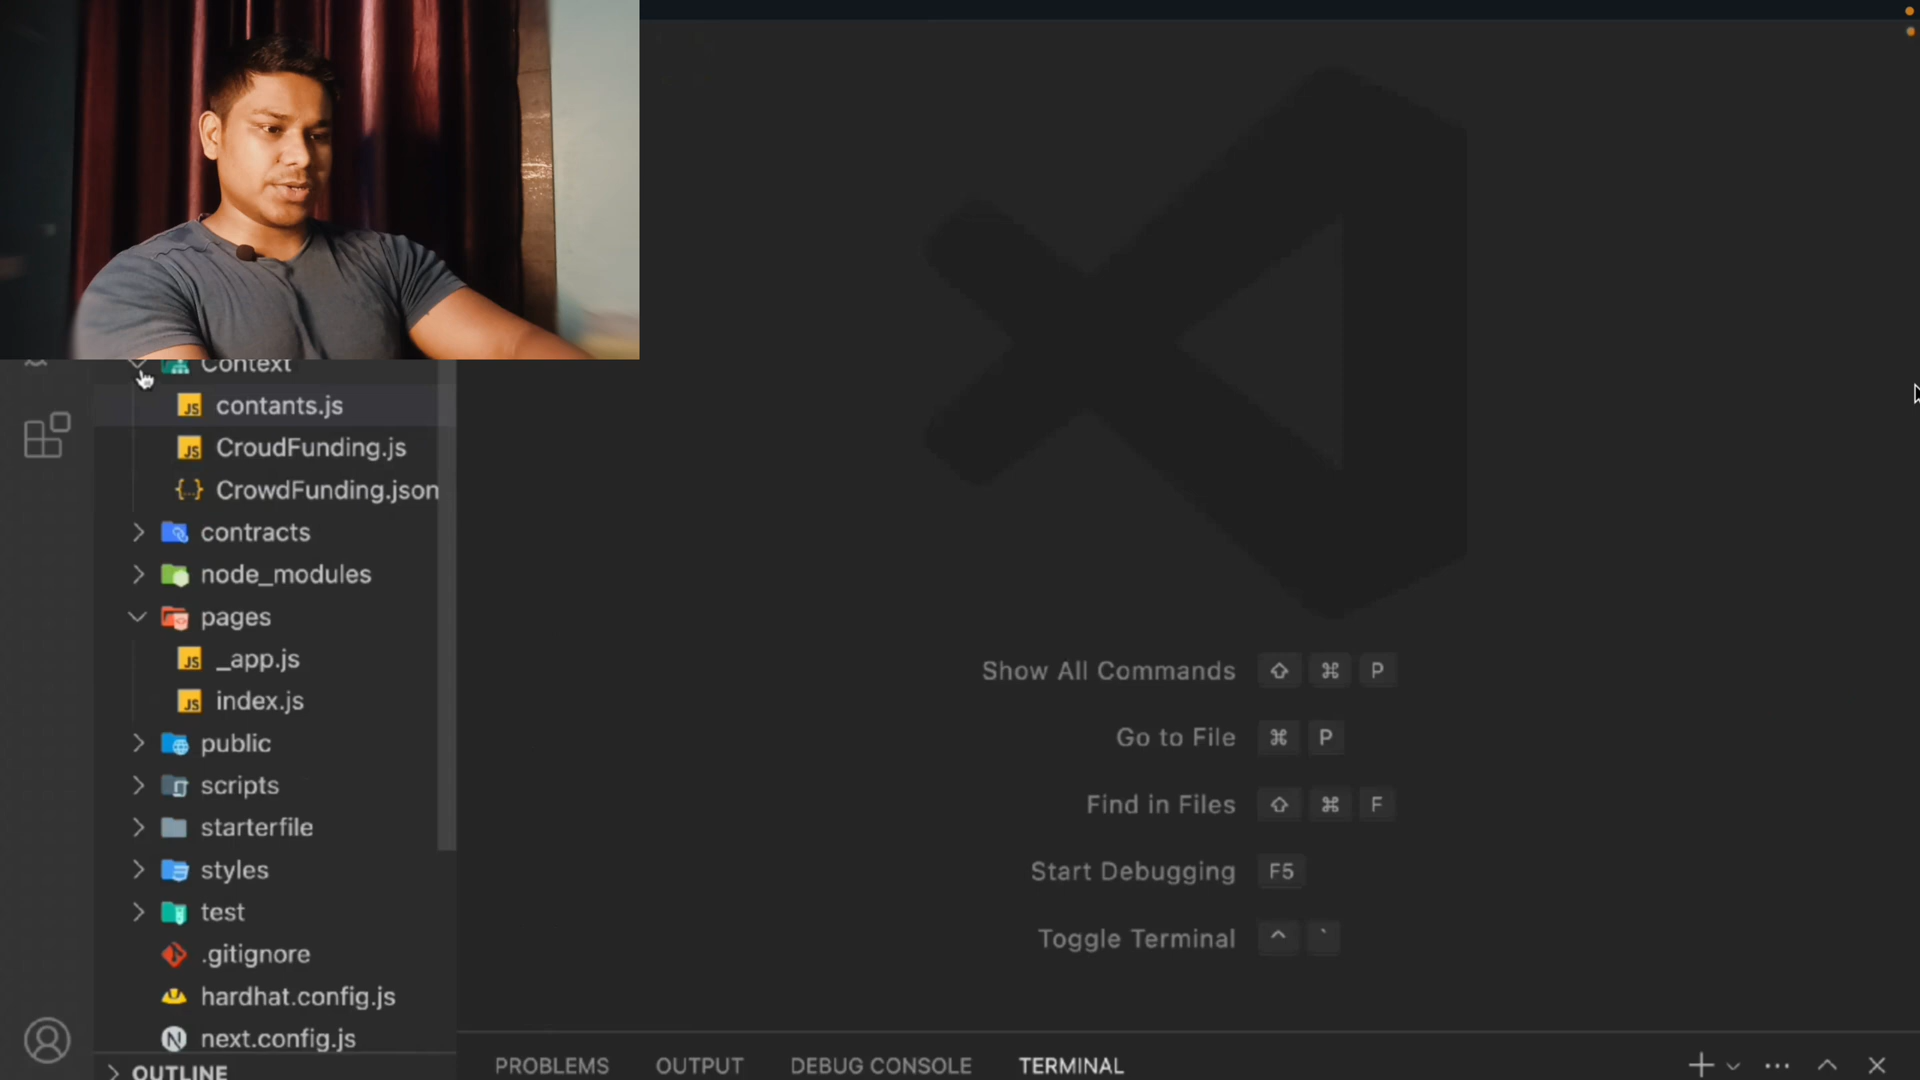 Context
contants.js
CroudFunding.js
CrowdFunding.json
contracts
node_modules
pages
_app.js
index.js
public
scripts
starterfile
styles
test
.gitignore
hardhat.config.js
next.config.js
OUTLINE
Show All Commands ⇧ ⌘ P
Go to File ⌘ P
Find in Files ⇧ ⌘ F
Start Debugging F5
Toggle Terminal ^ `
PROBLEMS OUTPUT DEBUG CONSOLE TERMINAL